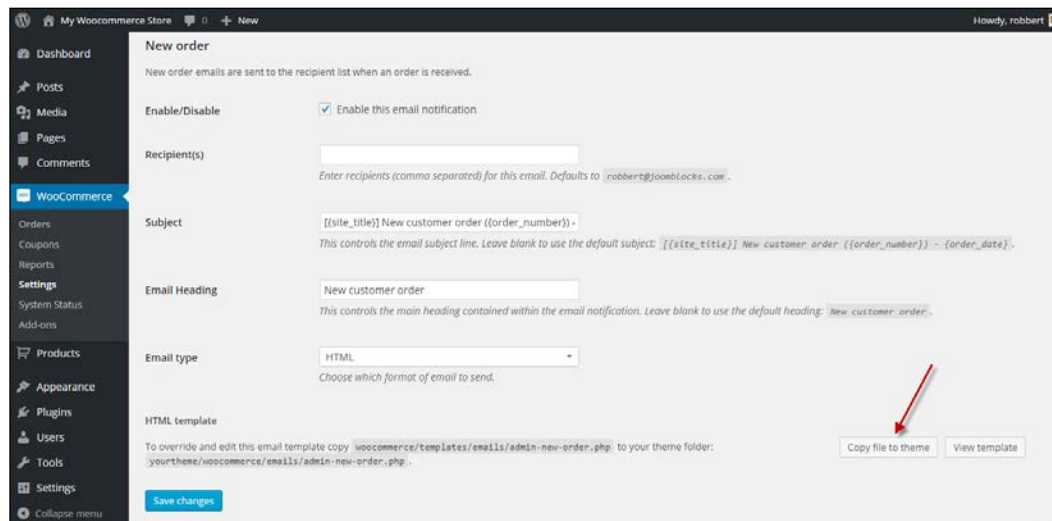 My Woocommerce Store 0 + New Howdy, robbert
Dashboard
Posts
Media
Pages
Comments
WooCommerce
Orders
Coupons
Reports
Settings
System Status
Add-ons
Products
Appearance
Plugins
Users
Tools
Settings
Collapse menu
New order
New order emails are sent to the recipient list when an order is received.
Enable/Disable Enable this email notification
Recipient(s)
Enter recipients (comma separated) for this email. Defaults to robbert@joomblocks.com.
Subject [{site_title}] New customer order ({order_number}) -
This controls the email subject line. Leave blank to use the default subject: [{site_title}] New customer order ({order_number}) - {order_date}.
Email Heading New customer order
This controls the main heading contained within the email notification. Leave blank to use the default heading: New customer order.
Email type HTML
Choose which format of email to send.
HTML template
To override and edit this email template copy woocommerce/templates/emails/admin-new-order.php to your theme folder: Copy file to theme View template
yourtheme/woocommerce/emails/admin-new-order.php.
Save changes